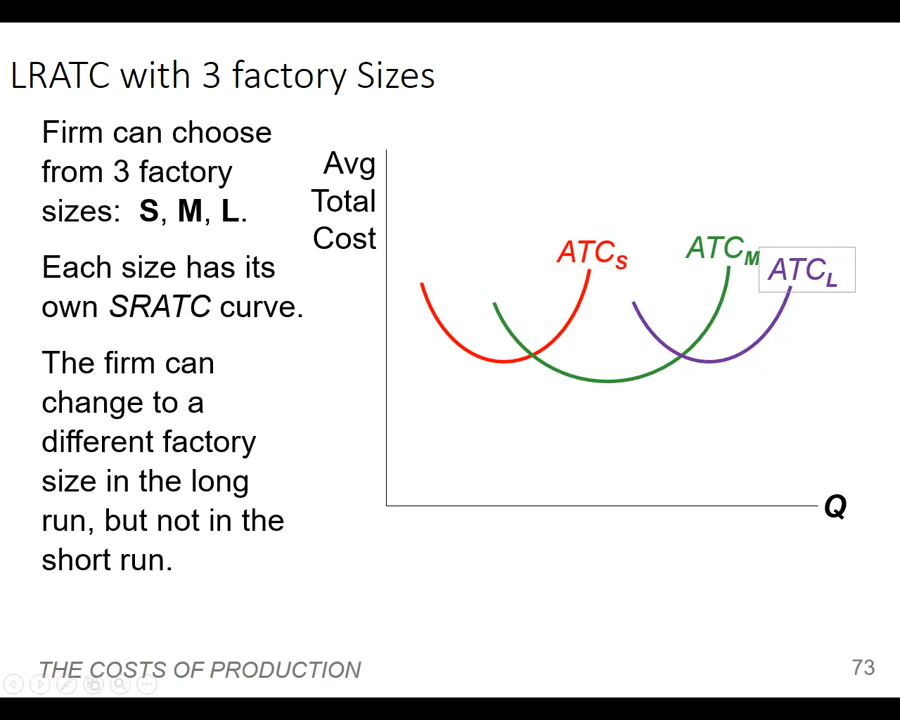 LRATC with 3 factory Sizes
Firm can choose
from 3 factory
sizes: S, M, L.
Each size has its
own SRATC curve.
The firm can
change to a
different factory
size in the long
run, but not in the
short run.
Avg
Total
Cost
ATCS
ATCM
ATCL
Q
THE COSTS OF PRODUCTION
73